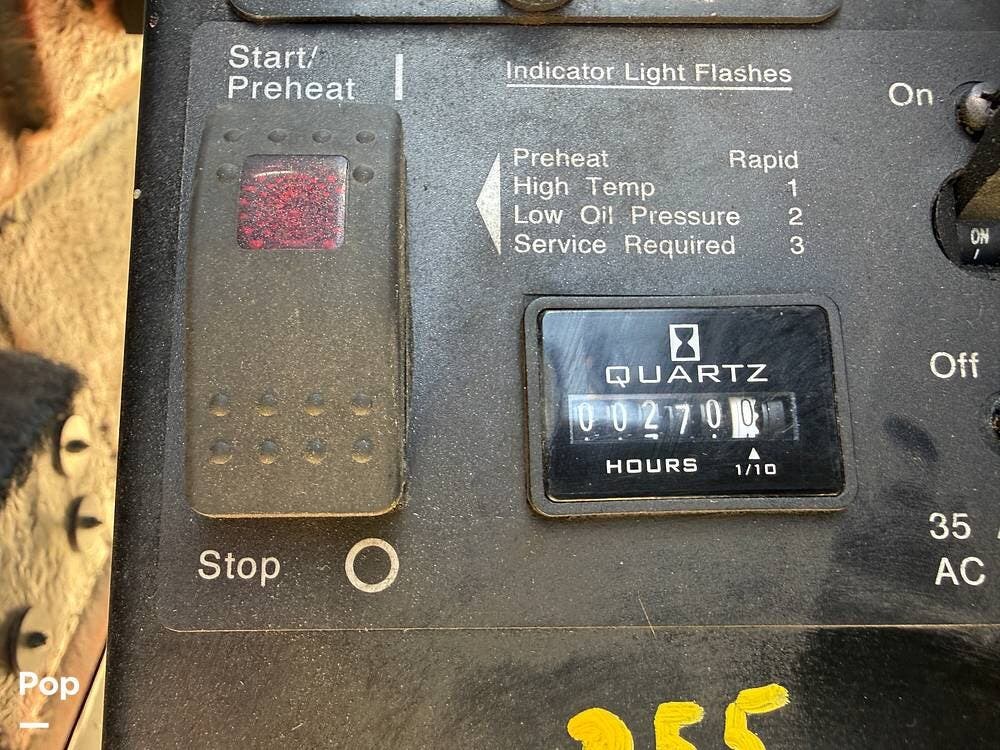 Start/
Preheat
Indicator Light Flashes
Preheat Rapid
High Temp 1
Low Oil Pressure 2
Service Required 3
On
ON
QUARTZ
002700
HOURS 1/10
Off
35
AC
Stop
Pop